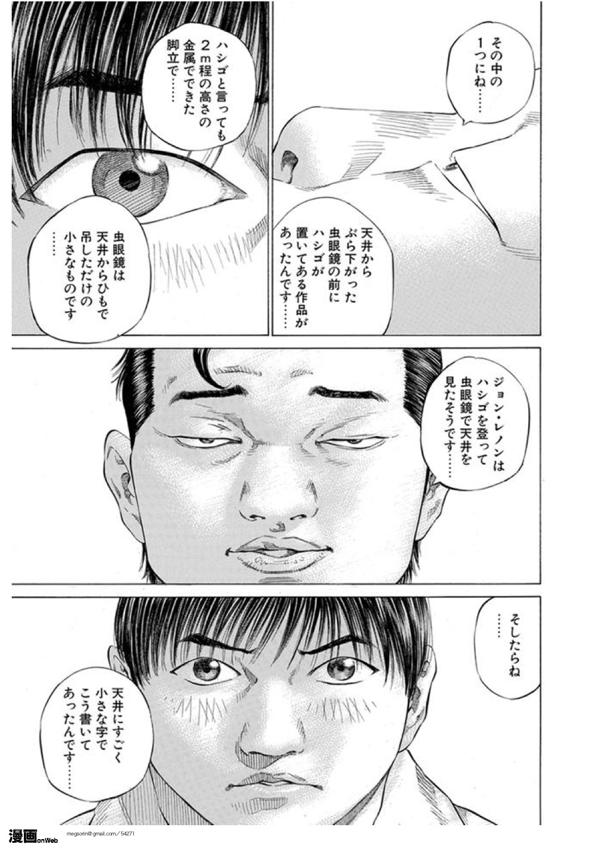 その中の
1つにね……
天井から
ぶら下がった
虫眼鏡の前に
ハシゴが
置いてある作品が
あったんです……
ハシゴと言っても
2m程の高さの
金属でできた
脚立で……
虫眼鏡は
天井からひもで
吊しただけの
小さなものです
……
ジョン・レノンは
ハシゴを登って
虫眼鏡で天井を
見たそうです……
そしたらね
……
天井にすごく
小さな字で
こう書いて
あったんです……
漫画onWeb
megaorin@gmail.com/54271